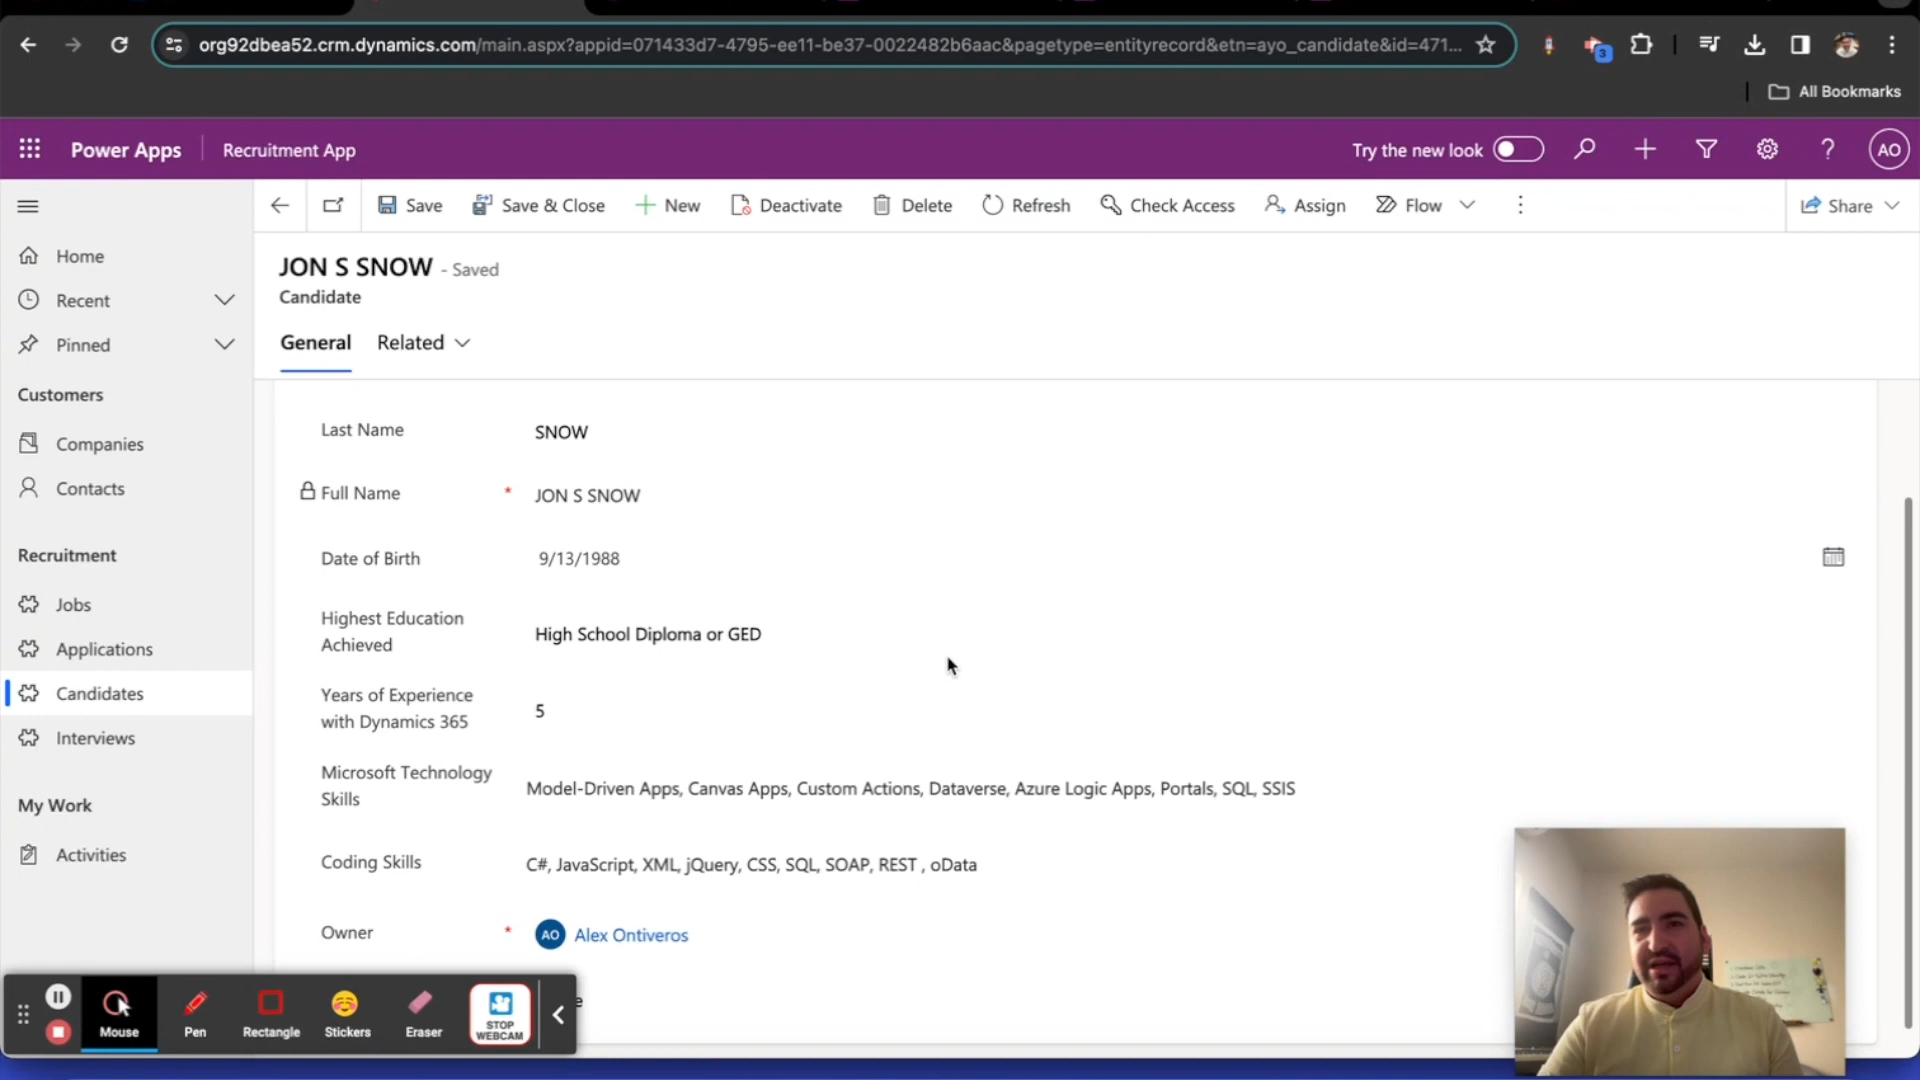 org92dbea52.crm.dynamics.com/main.aspx?appid=071433d7-4795-ee11-be37-0022482b6aac&pagetype=entityrecord&etn=ayo_candidate&id=471...
3
All Bookmarks
Power Apps
Recruitment App
Try the new look
AO
Save
Save & Close
New
Deactivate
Delete
Refresh
Check Access
Assign
Flow
Share
Home
Recent
Pinned
Customers
Companies
Contacts
Recruitment
Jobs
Applications
Candidates
Interviews
My Work
Activities
JON S SNOW - Saved
Candidate
General
Related
Last Name
SNOW
Full Name
*
JON S SNOW
Date of Birth
9/13/1988
Highest Education
Achieved
High School Diploma or GED
Years of Experience
with Dynamics 365
5
Microsoft Technology
Skills
Model-Driven Apps, Canvas Apps, Custom Actions, Dataverse, Azure Logic Apps, Portals, SQL, SSIS
Coding Skills
C#, JavaScript, XML, jQuery, CSS, SQL, SOAP, REST , oData
Owner
*
AO
Alex Ontiveros
Mouse
Pen
Rectangle
Stickers
Eraser
STOP
WEBCAM